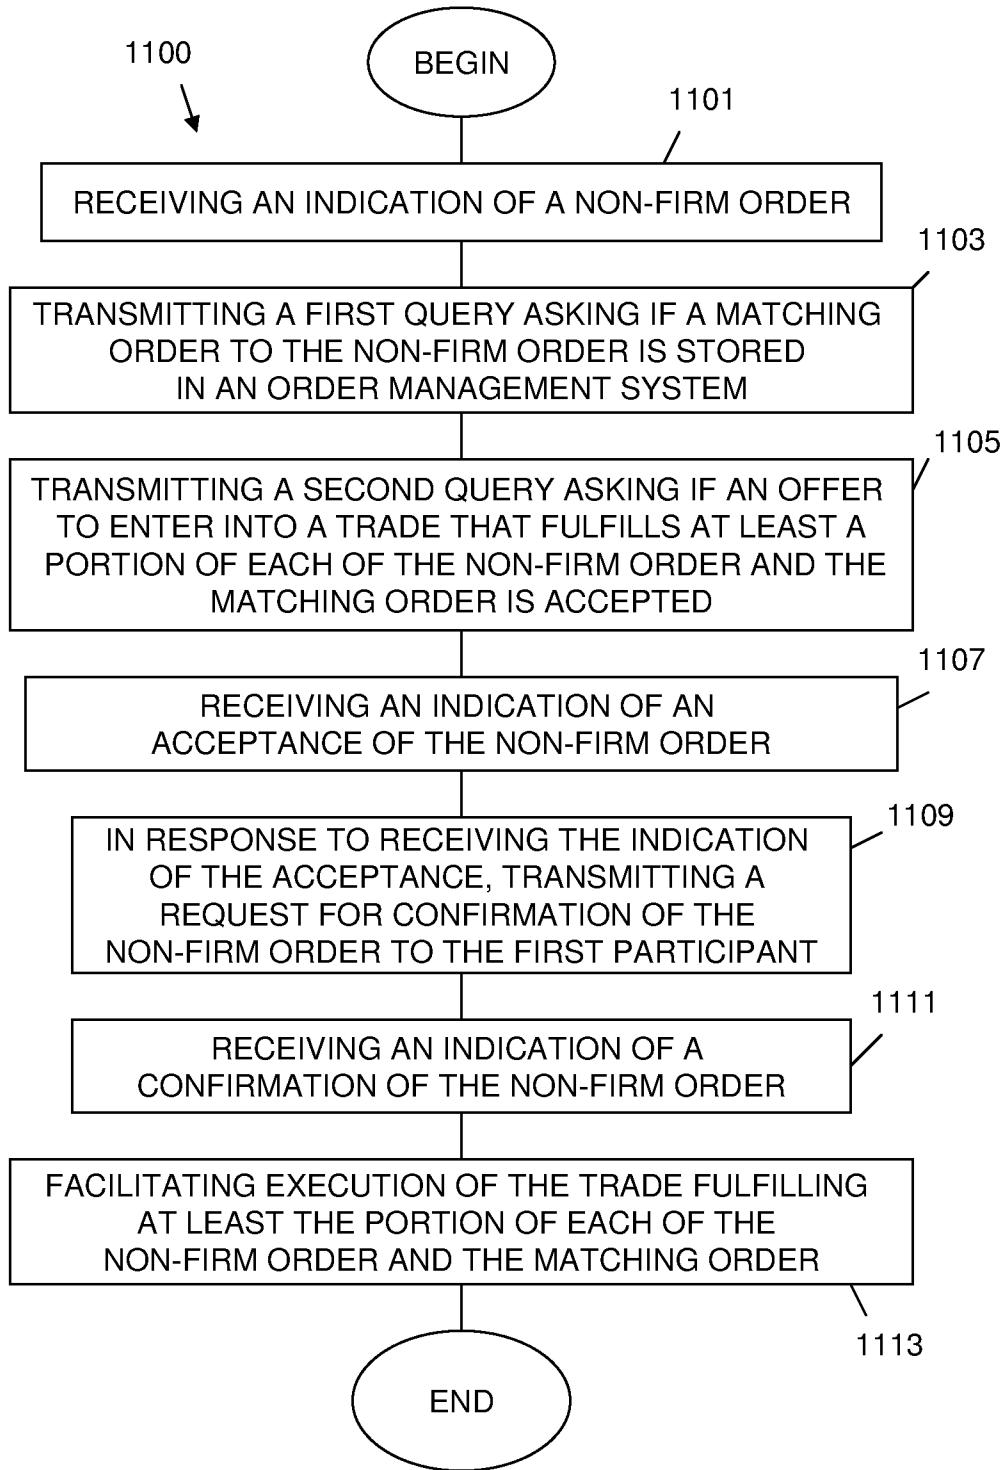 1100
BEGIN
1101
RECEIVING AN INDICATION OF A NON-FIRM ORDER
1103
TRANSMITTING A FIRST QUERY ASKING IF A MATCHING
ORDER TO THE NON-FIRM ORDER IS STORED
IN AN ORDER MANAGEMENT SYSTEM
1105
TRANSMITTING A SECOND QUERY ASKING IF AN OFFER
TO ENTER INTO A TRADE THAT FULFILLS AT LEAST A
PORTION OF EACH OF THE NON-FIRM ORDER AND THE
MATCHING ORDER IS ACCEPTED
1107
RECEIVING AN INDICATION OF AN
ACCEPTANCE OF THE NON-FIRM ORDER
1109
IN RESPONSE TO RECEIVING THE INDICATION
OF THE ACCEPTANCE, TRANSMITTING A
REQUEST FOR CONFIRMATION OF THE
NON-FIRM ORDER TO THE FIRST PARTICIPANT
1111
RECEIVING AN INDICATION OF A
CONFIRMATION OF THE NON-FIRM ORDER
FACILITATING EXECUTION OF THE TRADE FULFILLING
AT LEAST THE PORTION OF EACH OF THE
NON-FIRM ORDER AND THE MATCHING ORDER
1113
END